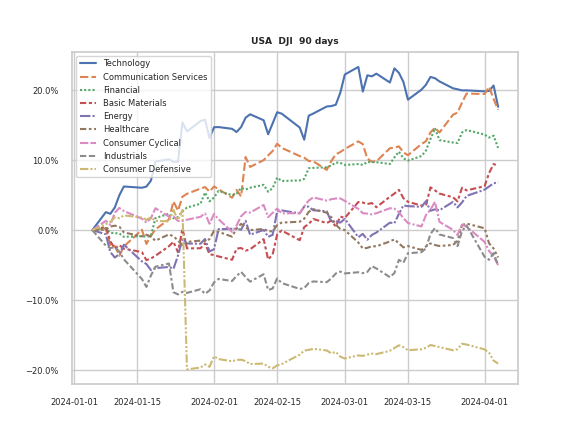 USA DJI 90 days
Technology
Communication Services
Financial
Basic Materials
Energy
Healthcare
Consumer Cyclical
Industrials
Consumer Defensive
20.0%
10.0%
0.0%
−10.0%
−20.0%
2024-01-01 2024-01-15 2024-02-01 2024-02-15 2024-03-01 2024-03-15 2024-04-01